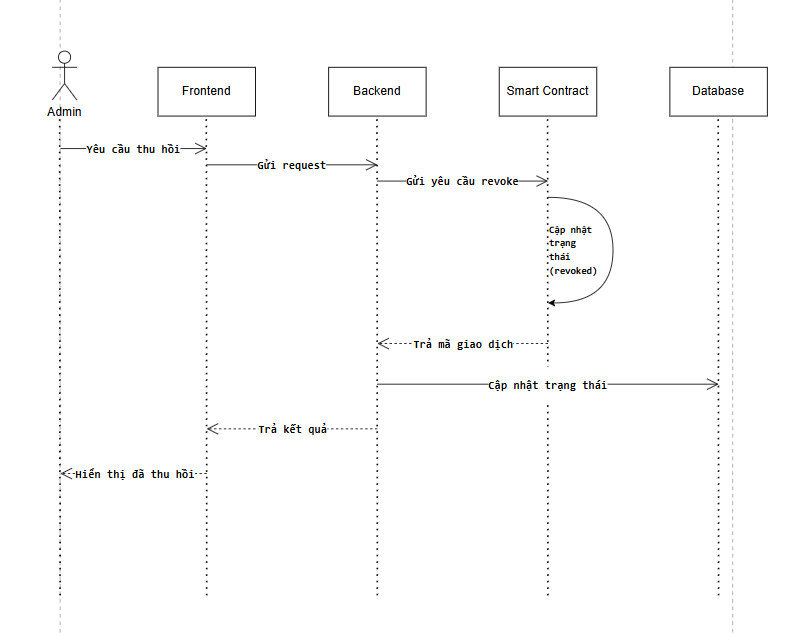 Admin
Frontend
Backend
Smart Contract
Database
Yêu cầu thu hồi
Gửi request
Gửi yêu cầu revoke
Cập nhật
trạng
thái
(revoked)
Trả mã giao dịch
Cập nhật trạng thái
Trả kết quả
Hiển thị đã thu hồi